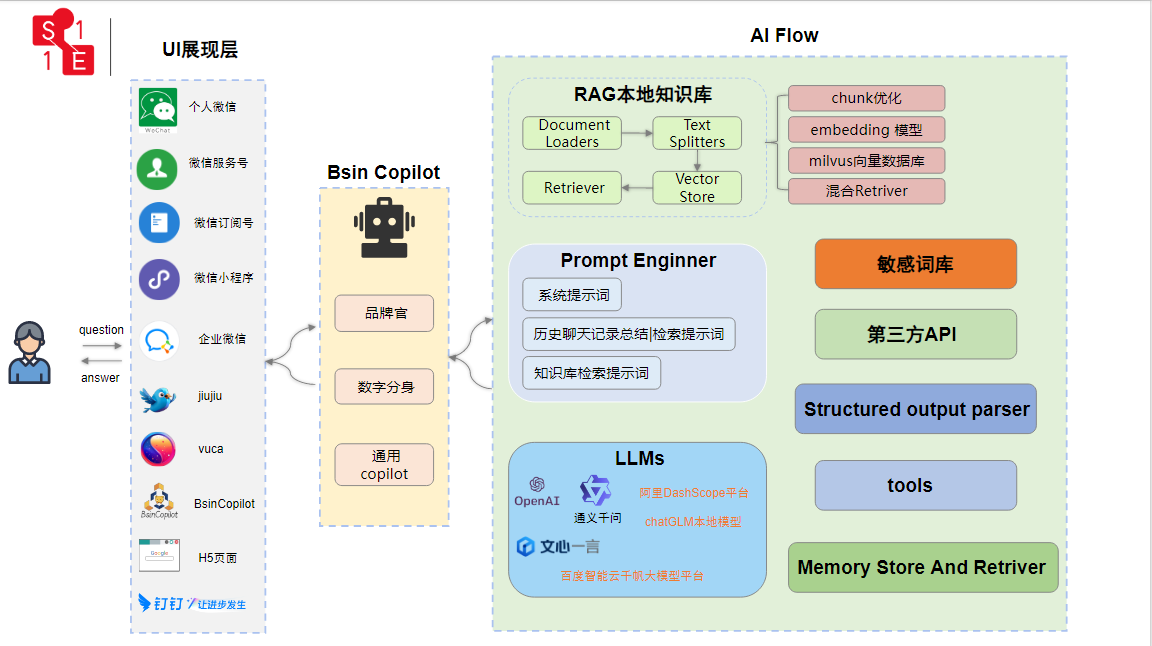 S 1
1 E
UI展现层
个人微信
WeChat
微信服务号
微信订阅号
微信小程序
企业微信
jiujiu
vuca
BsinCopilot
BsinCopilot
Google
H5页面
钉钉 让进步发生
question
answer
Bsin Copilot
品牌官
数字分身
通用
copilot
AI Flow
RAG本地知识库
Document
Loaders
Text
Splitters
Retriever
Vector
Store
chunk优化
embedding 模型
milvus向量数据库
混合Retriver
Prompt Enginner
系统提示词
历史聊天记录总结|检索提示词
知识库检索提示词
LLMs
OpenAI
通义千问
阿里DashScope平台
chatGLM本地模型
文心一言
百度智能云千帆大模型平台
敏感词库
第三方API
Structured output parser
tools
Memory Store And Retriver